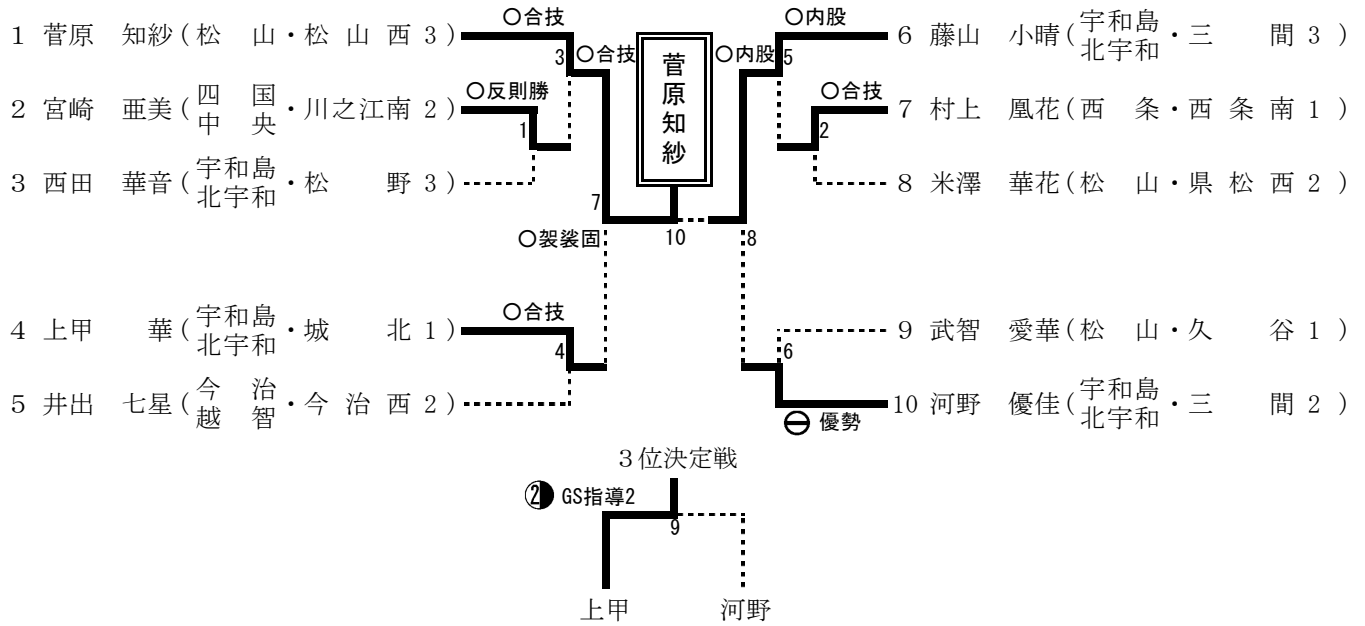 ○合技
1 菅原 知紗(松 山・松山西3)
3
○合技
2 宮崎 亜美(四国中央・川之江南2)
○反則勝
1
3 西田 華音(宇和島北宇和・松 野3)
7
○袈裟固
4 上甲 華(宇和島北宇和・城 北1)
○合技
4
5 井出 七星(今治越智・今治西2)
菅原知紗
10
○内股
6 藤山 小晴(宇和島北宇和・三 間3)
○内股
5
○合技
7 村上 凰花(西 条・西条南1)
2
8 米澤 華花(松 山・県松西2)
8
9 武智 愛華(松 山・久 谷1)
6
10 河野 優佳(宇和島北宇和・三 間2)
優勢
3位決定戦
② GS指導2
9
上甲 河野